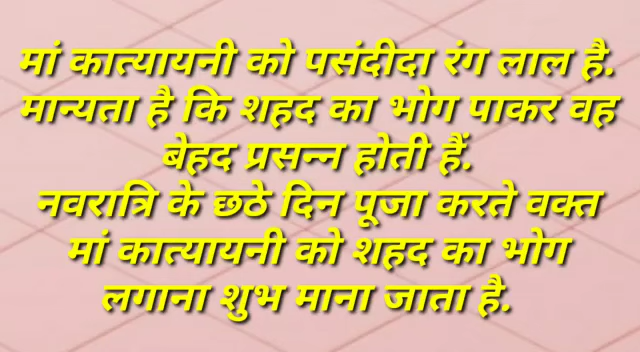 मां कात्यायनी को पसंदीदा रंग लाल है.
मान्यता है कि शहद का भोग पाकर वह
बेहद प्रसन्न होती हैं.
नवरात्रि के छठे दिन पूजा करते वक्त
मां कात्यायनी को शहद का भोग
लगाना शुभ माना जाता है.